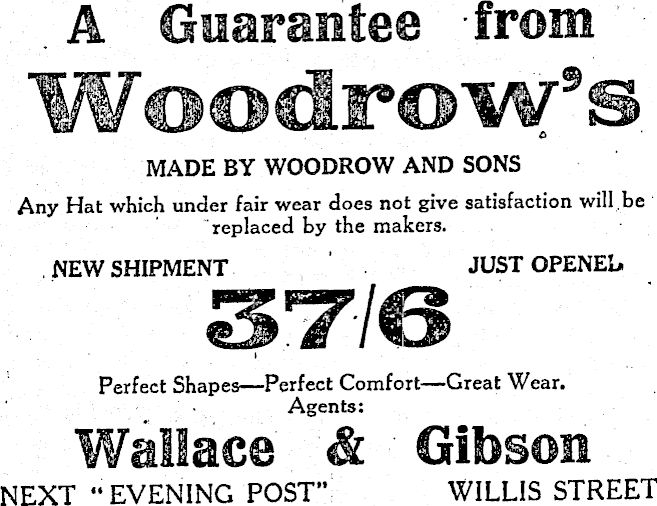 A Guarantee from
Woodrow's
MADE BY WOODROW AND SONS
Any Hat which under fair wear does not give satisfaction will be
replaced by the makers.
NEW SHIPMENT JUST OPENED
37/6
Perfect Shapes—Perfect Comfort—Great Wear.
Agents:
Wallace & Gibson
NEXT "EVENING POST" WILLIS STREET